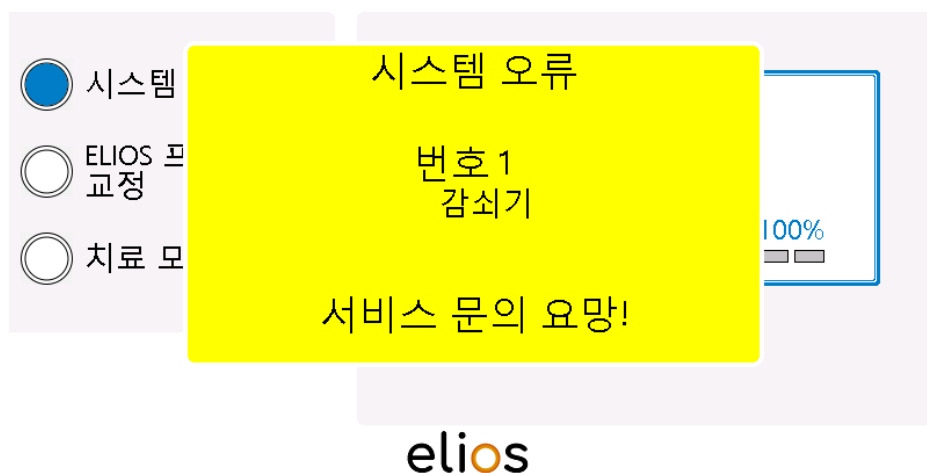 시스템
ELIOS 프
교정
치료 모
시스템 오류
번호 1
감쇠기
서비스 문의 요망!
100%
elios